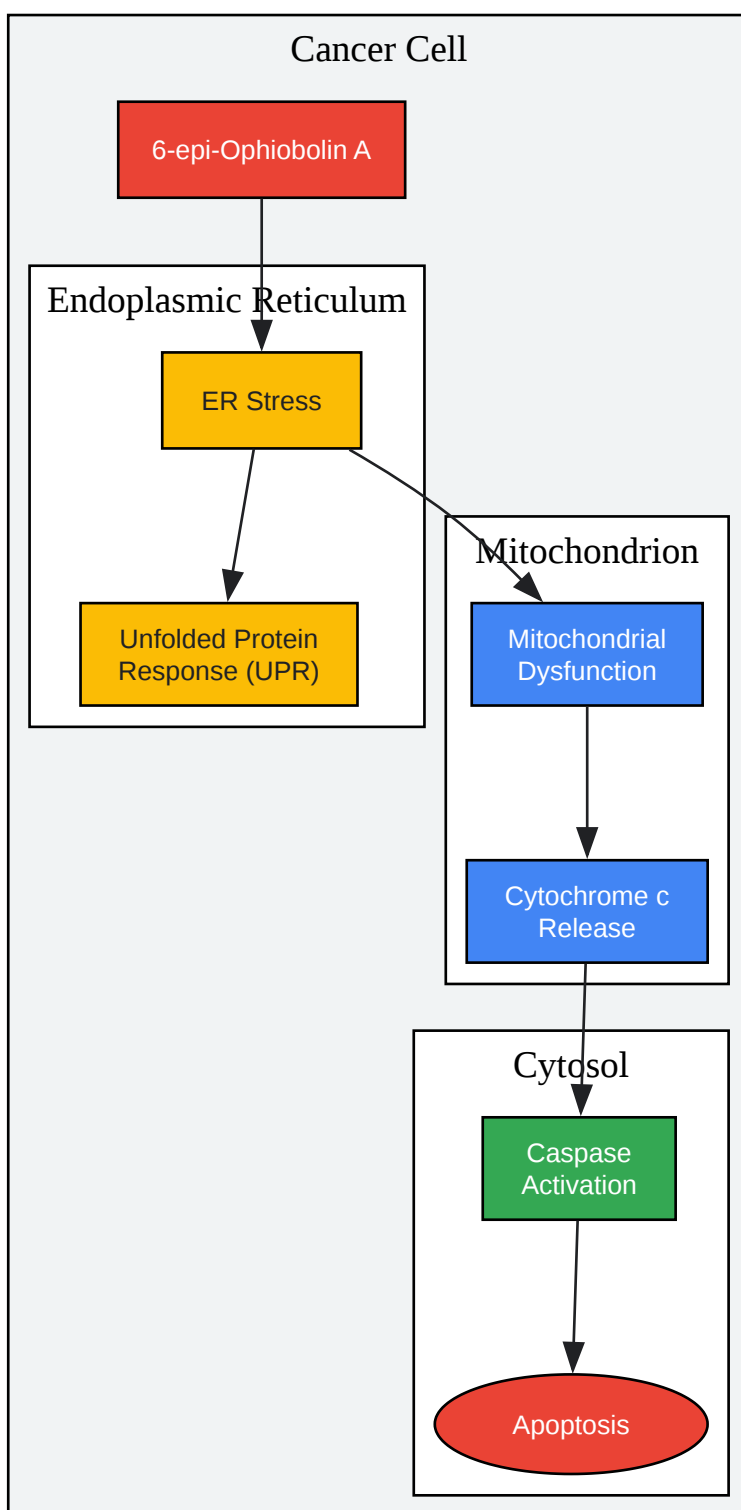 Cancer Cell
6-epi-Ophiobolin A
Endoplasmic Reticulum
ER Stress
Mitochondrion
Unfolded Protein
Response (UPR)
Mitochondrial
Dysfunction
Cytochrome c
Release
Cytosol
Caspase
Activation
Apoptosis